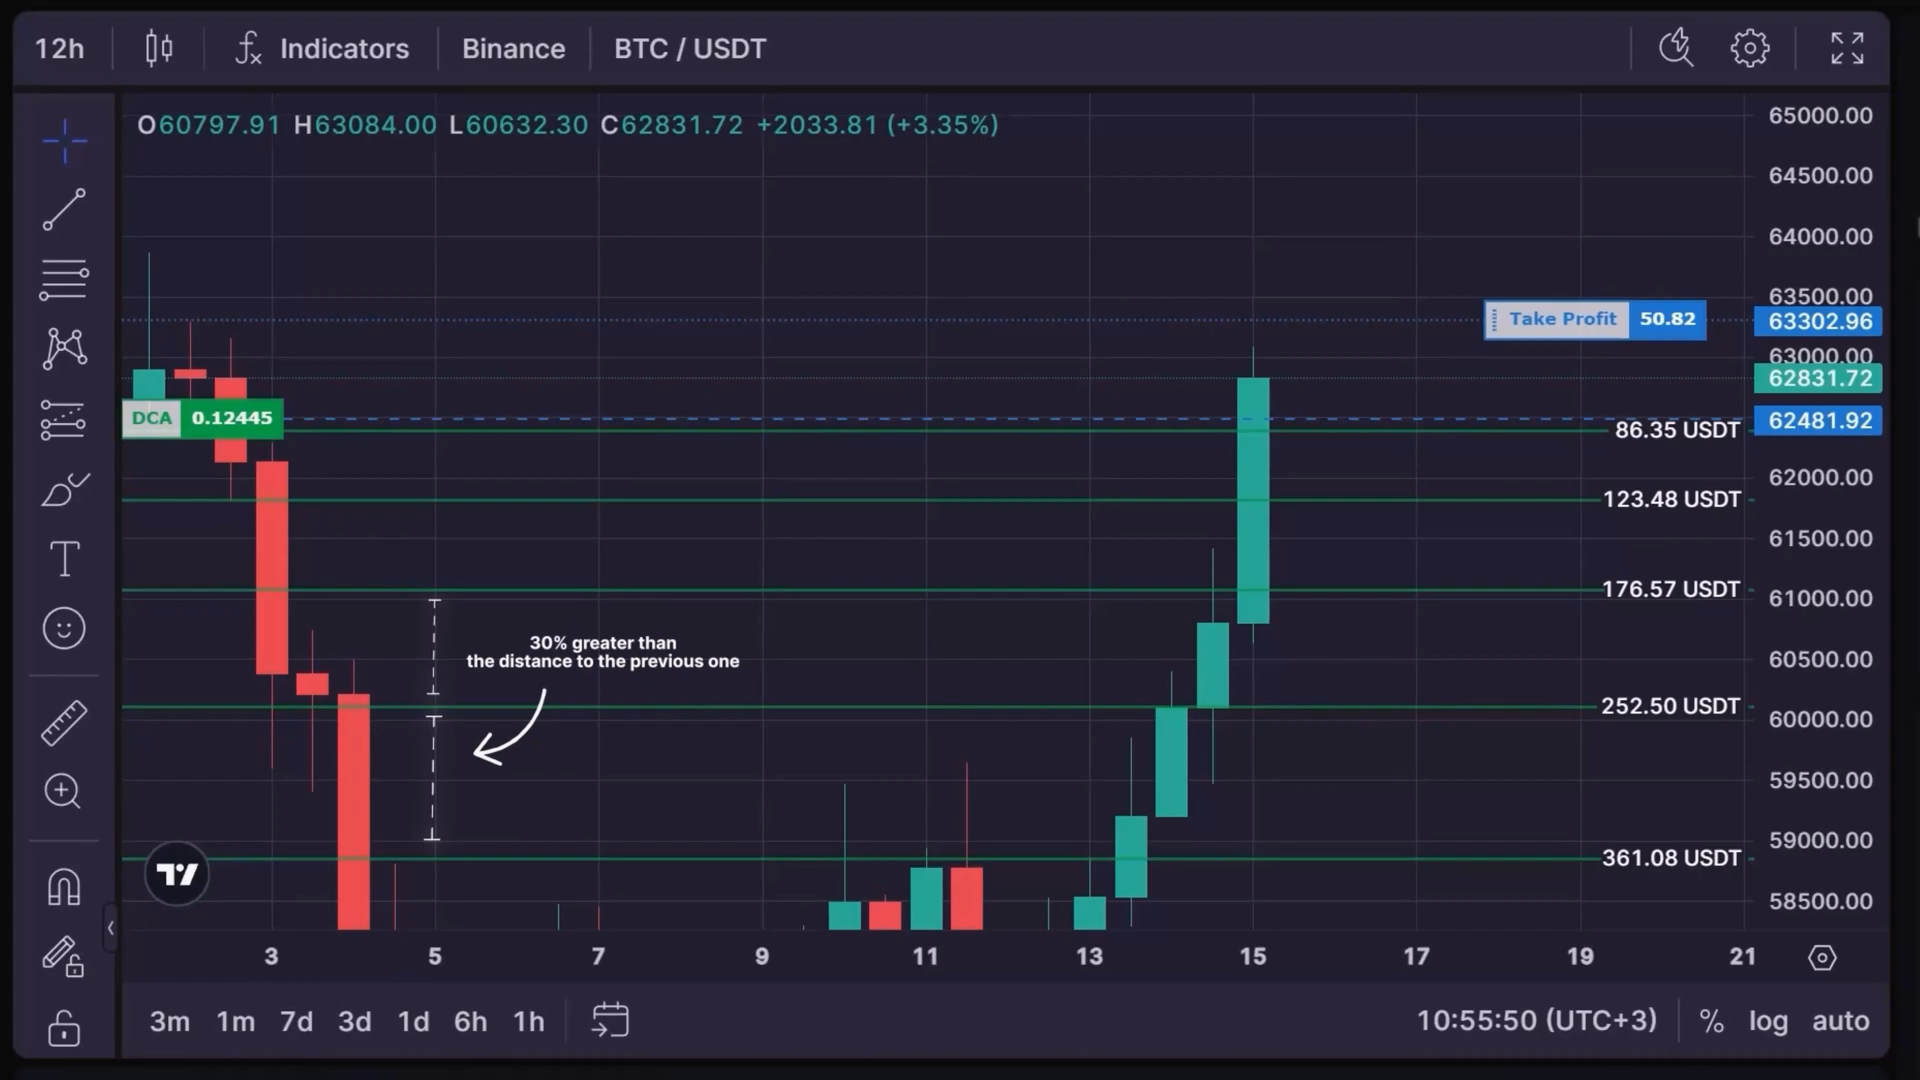 12h
Indicators
Binance
BTC / USDT
O60797.91 H63084.00 L60632.30 C62831.72 +2033.81 (+3.35%)
65000.00
64500.00
64000.00
63500.00
Take Profit 50.82
63302.96
63000.00
62831.72
DCA 0.12445
62481.92
86.35 USDT
62000.00
123.48 USDT
61500.00
176.57 USDT
61000.00
30% greater than
the distance to the previous one
60500.00
252.50 USDT
60000.00
59500.00
59000.00
361.08 USDT
58500.00
3 5 7 9 11 13 15 17 19 21
3m 1m 7d 3d 1d 6h 1h
10:55:50 (UTC+3) % log auto